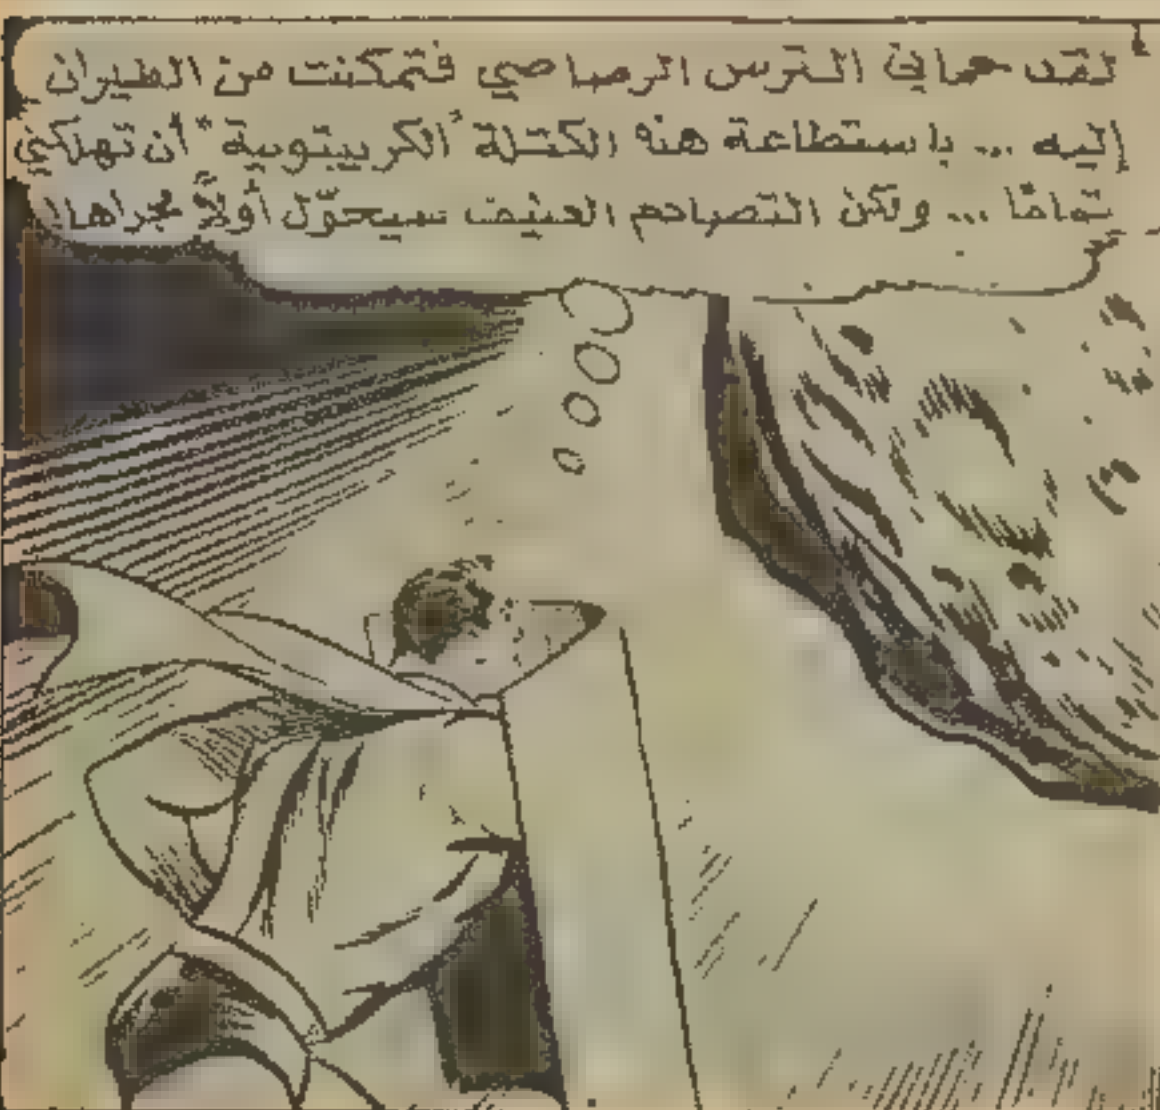 لقد حماني الترس الرصاصي فتمكنت من الطيران
إليه ... باستطاعة هذه الكتلة "الكريبتونية" أن تهلكني
تمامًا ... ولكن التصادم العنيف سيحوّل أولاً مجراها!